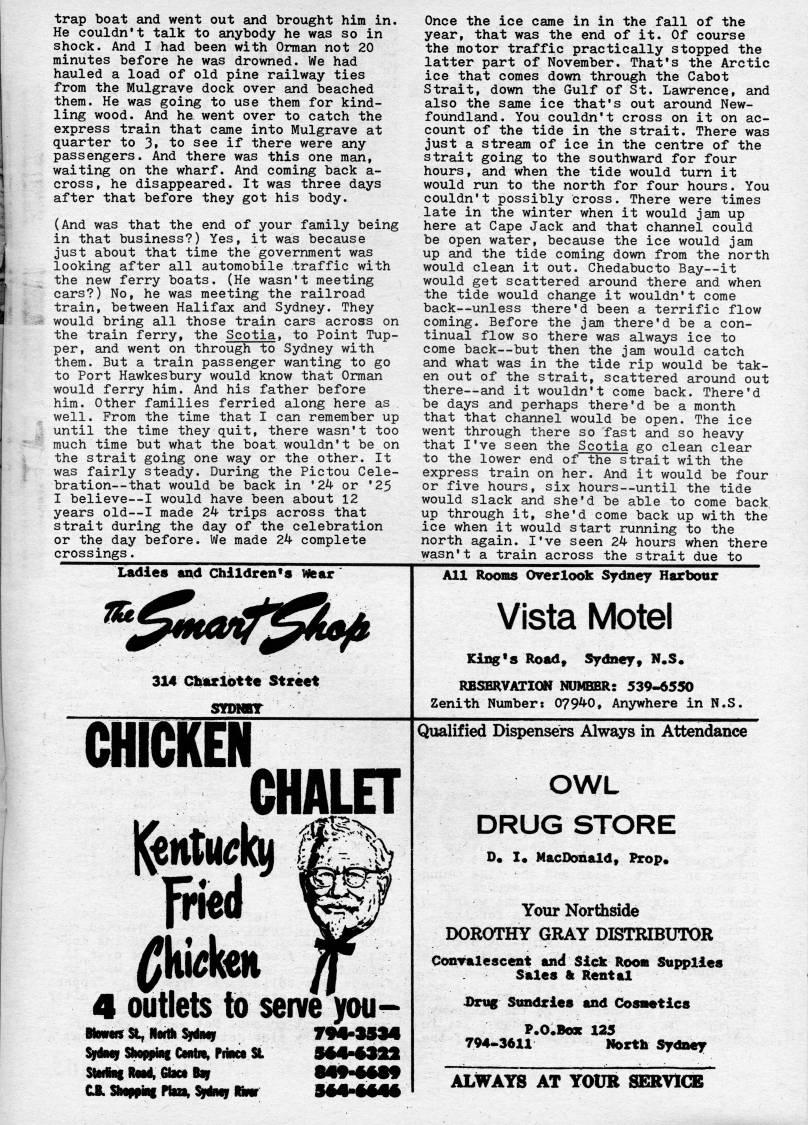 trap boat and went out and brought him in.
He couldn't talk to anybody he was so in
shock. And I had been with Orman not 20
minutes before he was drowned. We had
hauled a load of old pine railway ties
from the Mulgrave dock over and beached
them. He was going to use them for kind-
ling wood. And he went over to catch the
express train that came into Mulgrave at
quarter to 3, to see if there were any
passengers. And there was this one man,
waiting on the wharf. And coming back a-
cross, he disappeared. It was three days
after that before they got his body.
(And was that the end of your family being
in that business?) Yes, it was because
just about that time the government was
looking after all automobile traffic with
the new ferry boats. (He wasn't meeting
cars?) No, he was meeting the railroad
train, between Halifax and Sydney. They
would bring all those train cars across on
the train ferry, the Scotia, to Point Tup-
per, and went on through to Sydney with
them. But a train passenger wanting to go
to Port Hawkesbury would know that Orman
would ferry him. And his father before
him. Other families ferried along here as
well. From the time that I can remember up
until the time they quit, there wasn't too
much time but what the boat wouldn't be on
the strait going one way or the other. It
was fairly steady. During the Pictou Cele-
bration--that would be back in '24 or '25
I believe--I would have been about 12
years old--I made 24 trips across that
strait during the day of the celebration
or the day before. We made 24 complete
crossings.
Once the ice came in in the fall of the
year, that was the end of it. Of course
the motor traffic practically stopped the
latter part of November. That's the Arctic
ice that comes down through the Cabot
Strait, down the Gulf of St. Lawrence, and
also the same ice that's out around New-
foundland. You couldn't cross on it on ac-
count of the tide in the strait. There was
just a stream of ice in the centre of the
strait going to the southward for four
hours, and when the tide would turn it
would run to the north for four hours. You
couldn't possibly cross. There were times
late in the winter when it would jam up
here at Cape Jack and that channel could
be open water, because the ice would jam
up and the tide coming down from the north
would clean it out. Chedabucto Bay--it
would get scattered around there and when
the tide would change it wouldn't come
back--unless there'd been a terrific flow
coming. Before the jam there'd be a con-
tinual flow so there was always ice to
come back--but then the jam would catch
and what was in the tide rip would be tak-
en out of the strait, scattered around out
there--and it wouldn't come back. There'd
be days and perhaps there'd be a month
that that channel would be open. The ice
went through there so fast and so heavy
that I've seen the Scotia go clean clear
to the lower end of the strait with the
express train on her. And it would be four
or five hours, six hours--until the tide
would slack and she'd be able to come back
up through it, she'd come back up with the
ice when it would start running to the
north again. I've seen 24 hours when there
wasn't a train across the strait due to
Ladies and Children's Wear
The Smart Shop
314 Charlotte Street
SYDNEY
All Rooms Overlook Sydney Harbour
Vista Motel
King's Road, Sydney, N.S.
RESERVATION NUMBER: 539-6550
Zenith Number: 07940, Anywhere in N.S.
CHICKEN
CHALET
Kentucky
Fried
Chicken
4 outlets to serve you—
Blowers St., North Sydney 794-3534
Sydney Shopping Centre, Prince St. 564-6322
Sterling Road, Glace Bay 849-6689
C.B. Shopping Plaza, Sydney River 564-6646
Qualified Dispensers Always in Attendance
OWL
DRUG STORE
D. I. MacDonald, Prop.
Your Northside
DOROTHY GRAY DISTRIBUTOR
Convalescent and Sick Room Supplies
Sales & Rental
Drug Sundries and Cosmetics
P.O.Box 125
794-3611 North Sydney
ALWAYS AT YOUR SERVICE